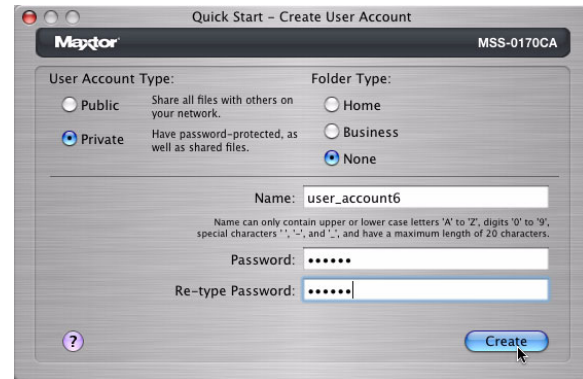 Quick Start – Create User Account
Maxtor
MSS-0170CA
User Account Type:
Folder Type:
Public
Share all files with others on
your network.
Home
Private
Have password-protected, as
well as shared files.
Business
None
Name: user_account6
Name can only contain upper or lower case letters 'A' to 'Z', digits '0' to '9',
special characters ' ', '-', and '_', and have a maximum length of 20 characters.
Password: ••••••
Re-type Password: ••••••
?
Create